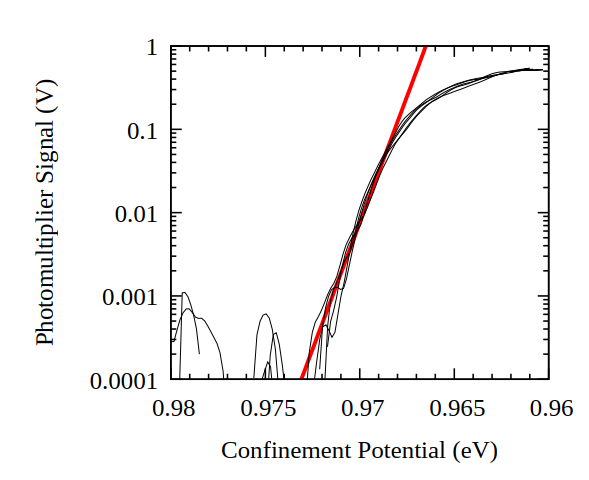 Photomultiplier Signal (V)
1
0.1
0.01
0.001
0.0001
0.98 0.975 0.97 0.965 0.96
Confinement Potential (eV)